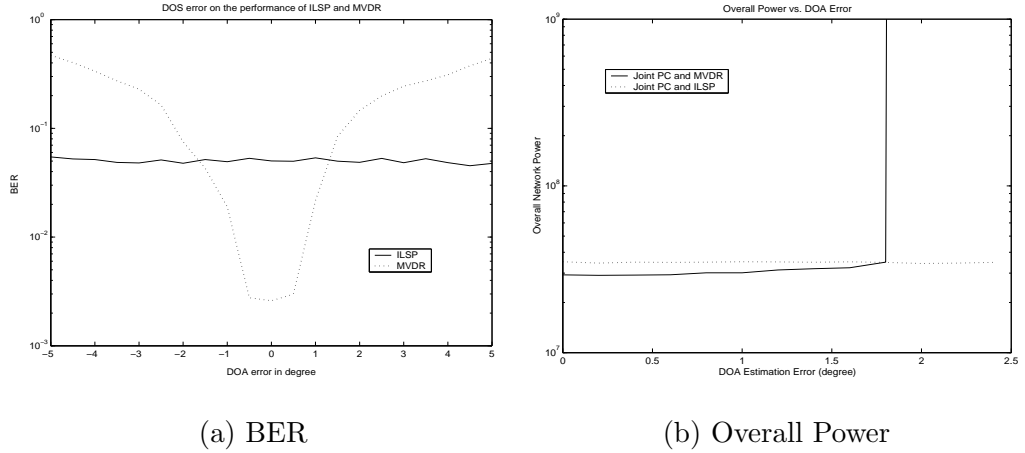 DOS error on the performance of ILSP and MVDR
10^0
10^−1
10^−2
10^−3
BER
ILSP
MVDR
−5 −4 −3 −2 −1 0 1 2 3 4 5
DOA error in degree
(a) BER
Overall Power vs. DOA Error
10^9
10^8
10^7
Overall Network Power
Joint PC and MVDR
Joint PC and ILSP
0 0.5 1 1.5 2 2.5
DOA Estimation Error (degree)
(b) Overall Power